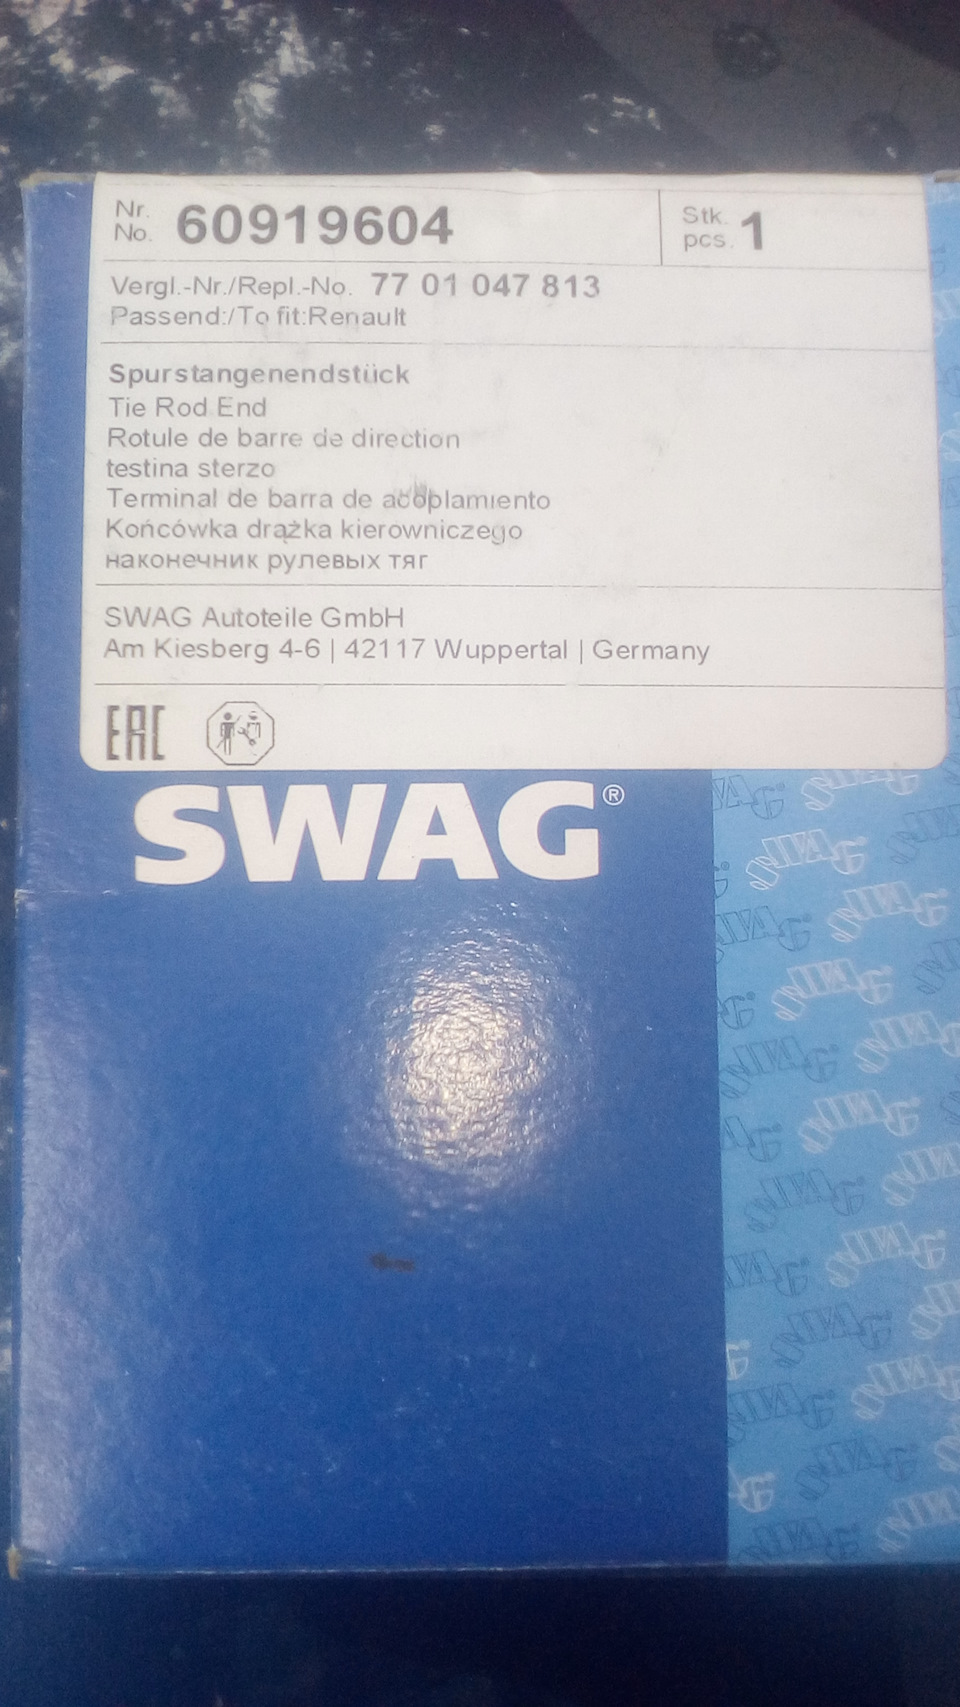 Nr.
No. 60919604
Stk.
pcs. 1
Vergl.-Nr./Repl.-No. 77 01 047 813
Passend:/To fit:Renault
Spurstangenendstück
Tie Rod End
Rotule de barre de direction
testina sterzo
Terminal de barra de acoplamiento
Końcówka drążka kierowniczego
наконечник рулевых тяг
SWAG Autoteile GmbH
Am Kiesberg 4-6 | 42117 Wuppertal | Germany
EAC
SWAG®